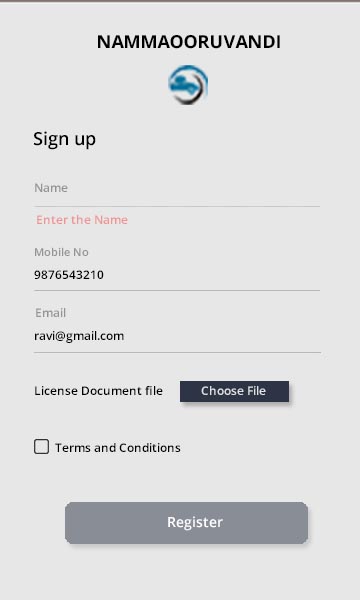 NAMMAOORUVANDI
Sign up
Name
Enter the Name
Mobile No
9876543210
Email
ravi@gmail.com
License Document file Choose File
Terms and Conditions
Register